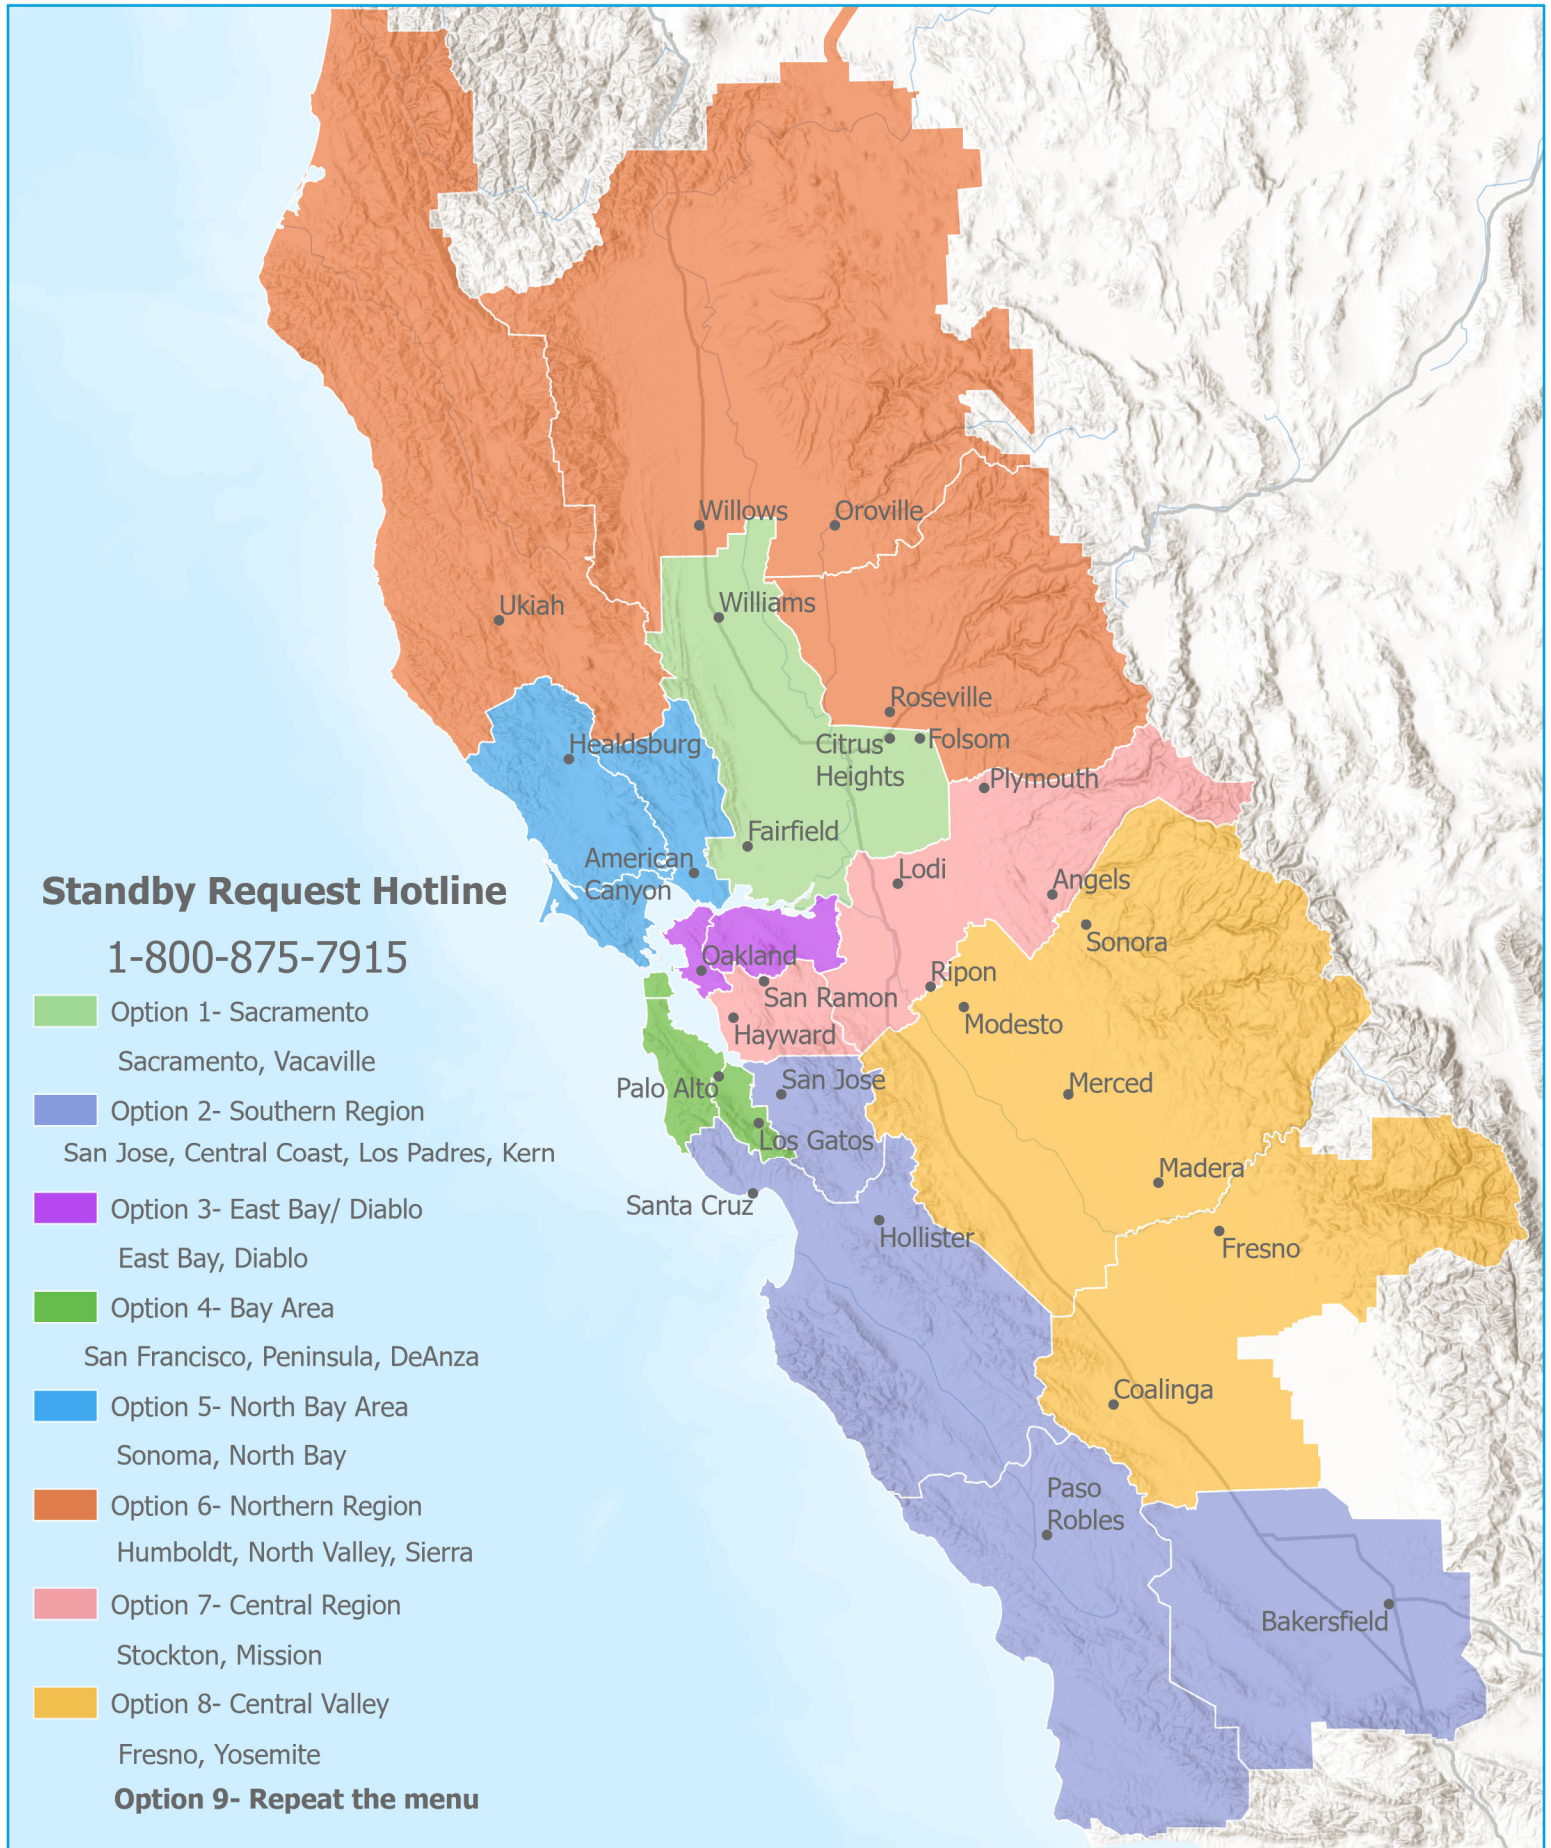 Willows
Oroville
Williams
Ukiah
Roseville
Citrus
Heights
Folsom
Healdsburg
Plymouth
Fairfield
American
Canyon
Lodi
Angels
Sonora
Oakland
Ripon
San Ramon
Modesto
Hayward
Palo Alto
San Jose
Merced
Los Gatos
Madera
Santa Cruz
Hollister
Fresno
Coalinga
Paso
Robles
Bakersfield
Standby Request Hotline
1-800-875-7915
Option 1- Sacramento
Sacramento, Vacaville
Option 2- Southern Region
San Jose, Central Coast, Los Padres, Kern
Option 3- East Bay/ Diablo
East Bay, Diablo
Option 4- Bay Area
San Francisco, Peninsula, DeAnza
Option 5- North Bay Area
Sonoma, North Bay
Option 6- Northern Region
Humboldt, North Valley, Sierra
Option 7- Central Region
Stockton, Mission
Option 8- Central Valley
Fresno, Yosemite
Option 9- Repeat the menu